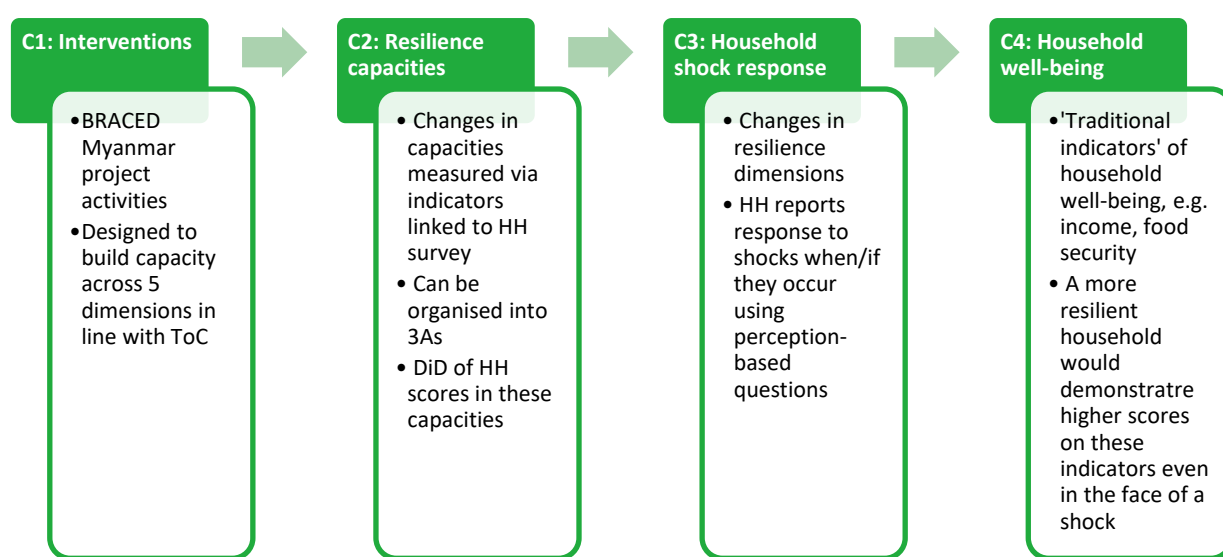 C1: Interventions
•BRACED
Myanmar
project
activities
•Designed to
build capacity
across 5
dimensions in
line with ToC
C2: Resilience
capacities
• Changes in
capacities
measured via
indicators
linked to HH
survey
• Can be
organised into
3As
• DiD of HH
scores in these
capacities
C3: Household
shock response
• Changes in
resilience
dimensions
• HH reports
response to
shocks when/if
they occur
using
perception-
based
questions
C4: Household
well-being
•'Traditional
indicators' of
household
well-being, e.g.
income, food
security
• A more
resilient
household
would
demonstratre
higher scores
on these
indicators even
in the face of a
shock